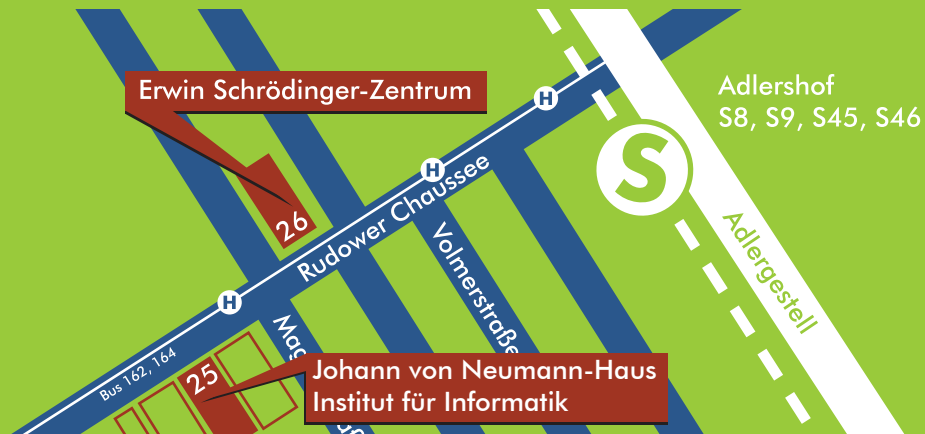 Erwin Schrödinger-Zentrum
Adlershof
S8, S9, S45, S46
H
H
S
26
Rudower Chaussee
Volmerstraße
Adlergestell
H
Bus 162, 164
25
Johann von Neumann-Haus
Institut für Informatik